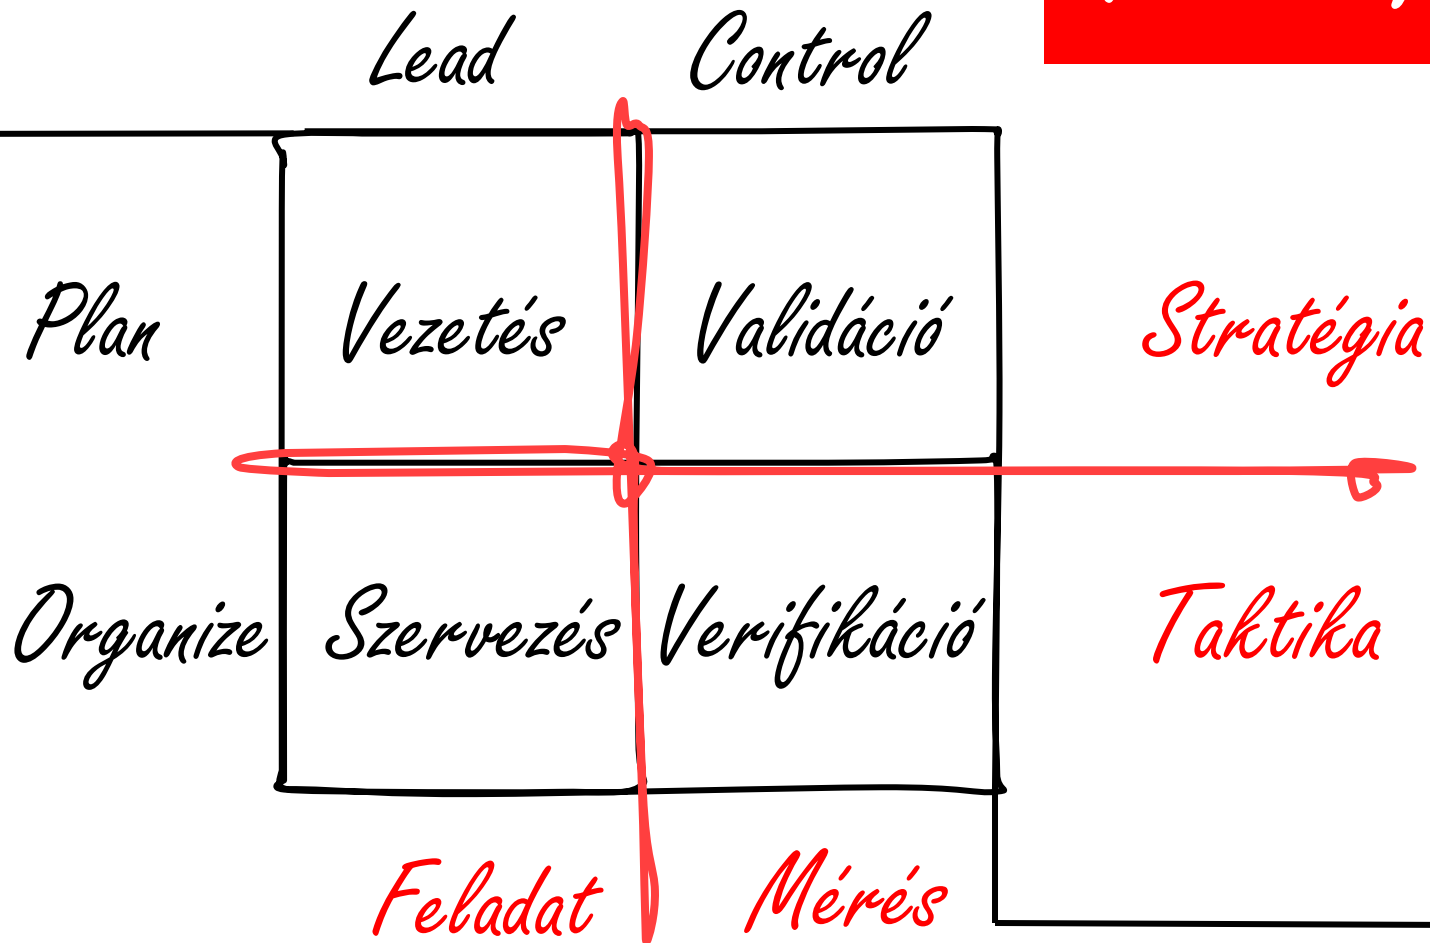 Lead Control
Plan Vezetés Validáció Stratégia
Organize Szervezés Verifikáció Taktika
Feladat Mérés